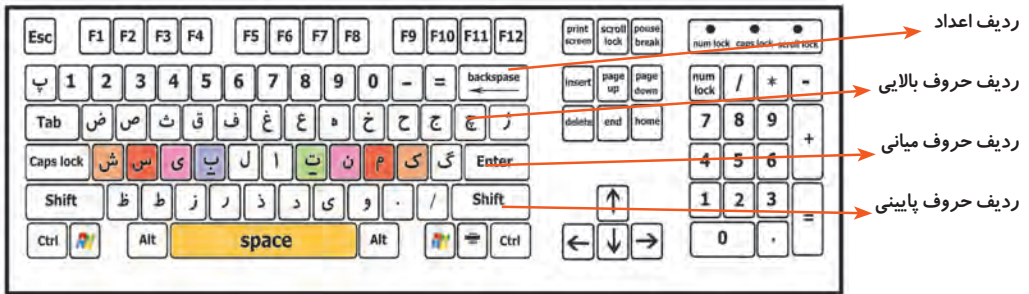 ردیف اعداد
ردیف حروف بالایی
ردیف حروف میانی
ردیف حروف پایینی
Esc F1 F2 F3 F4 F5 F6 F7 F8 F9 F10 F11 F12 print screen scroll lock pouse break num lock caps lock scroll lock
پ 1 2 3 4 5 6 7 8 9 0 - = backspase insert page up page down num lock / * -
Tab ض ص ث ق ف غ ع ه خ ح ج چ ژ delete end home 7 8 9 +
Caps lock ش س ی ب ل ا ت ن م ک گ Enter 4 5 6
Shift ظ ط ز ر ذ د ی و . / Shift ↑ 1 2 3 =
Ctrl Alt space Alt Ctrl ← ↓ → 0 .